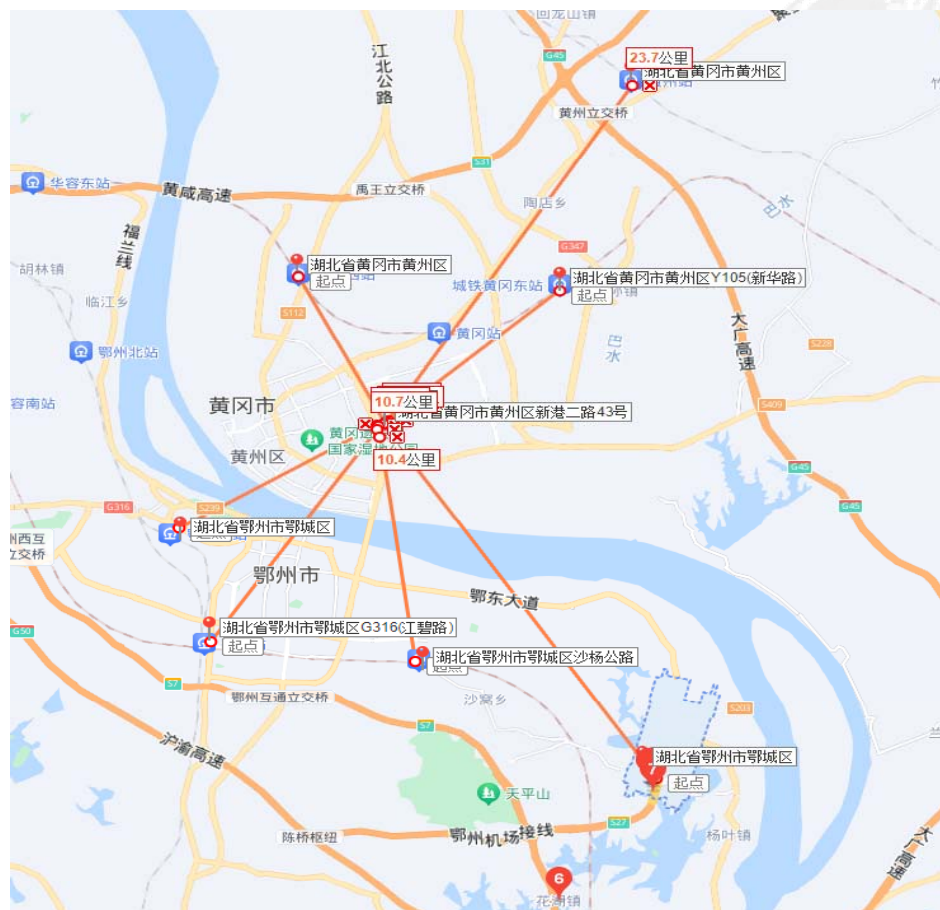 回龙山镇
聚
G45
23.7公里
湖北省黄冈市黄州区
江北公路
黄州立交桥
S31
华容东站
黄咸高速
禹王立交桥
陶店乡
巴水
福兰线
G347
胡林镇
湖北省黄冈市黄州区
起点
城铁黄冈东站
湖北省黄冈市黄州区Y105(新华路)
起点
临江乡
S112
大广高速
黄冈站
巴水
S228
鄂州北站
容南站
黄冈市
10.7公里
湖北省黄冈市黄州区新港二路43号
S409
黄冈遗
国家湿地公园
黄州区
10.4公里
G45
G316
S239
G45
湖北省鄂州市鄂城区
州西互
立交桥
鄂州市
鄂东大道
G50
湖北省鄂州市鄂城区G316(江碧路)
起点
湖北省鄂州市鄂城区沙杨公路
起点
S7
鄂州互通立交桥
沙窝乡
S203
S7
兰
沪渝高速
湖北省鄂州市鄂城区
起点
天平山
S27
陈桥枢纽
鄂州机场接线
杨叶镇
大广高速
6
花湖镇